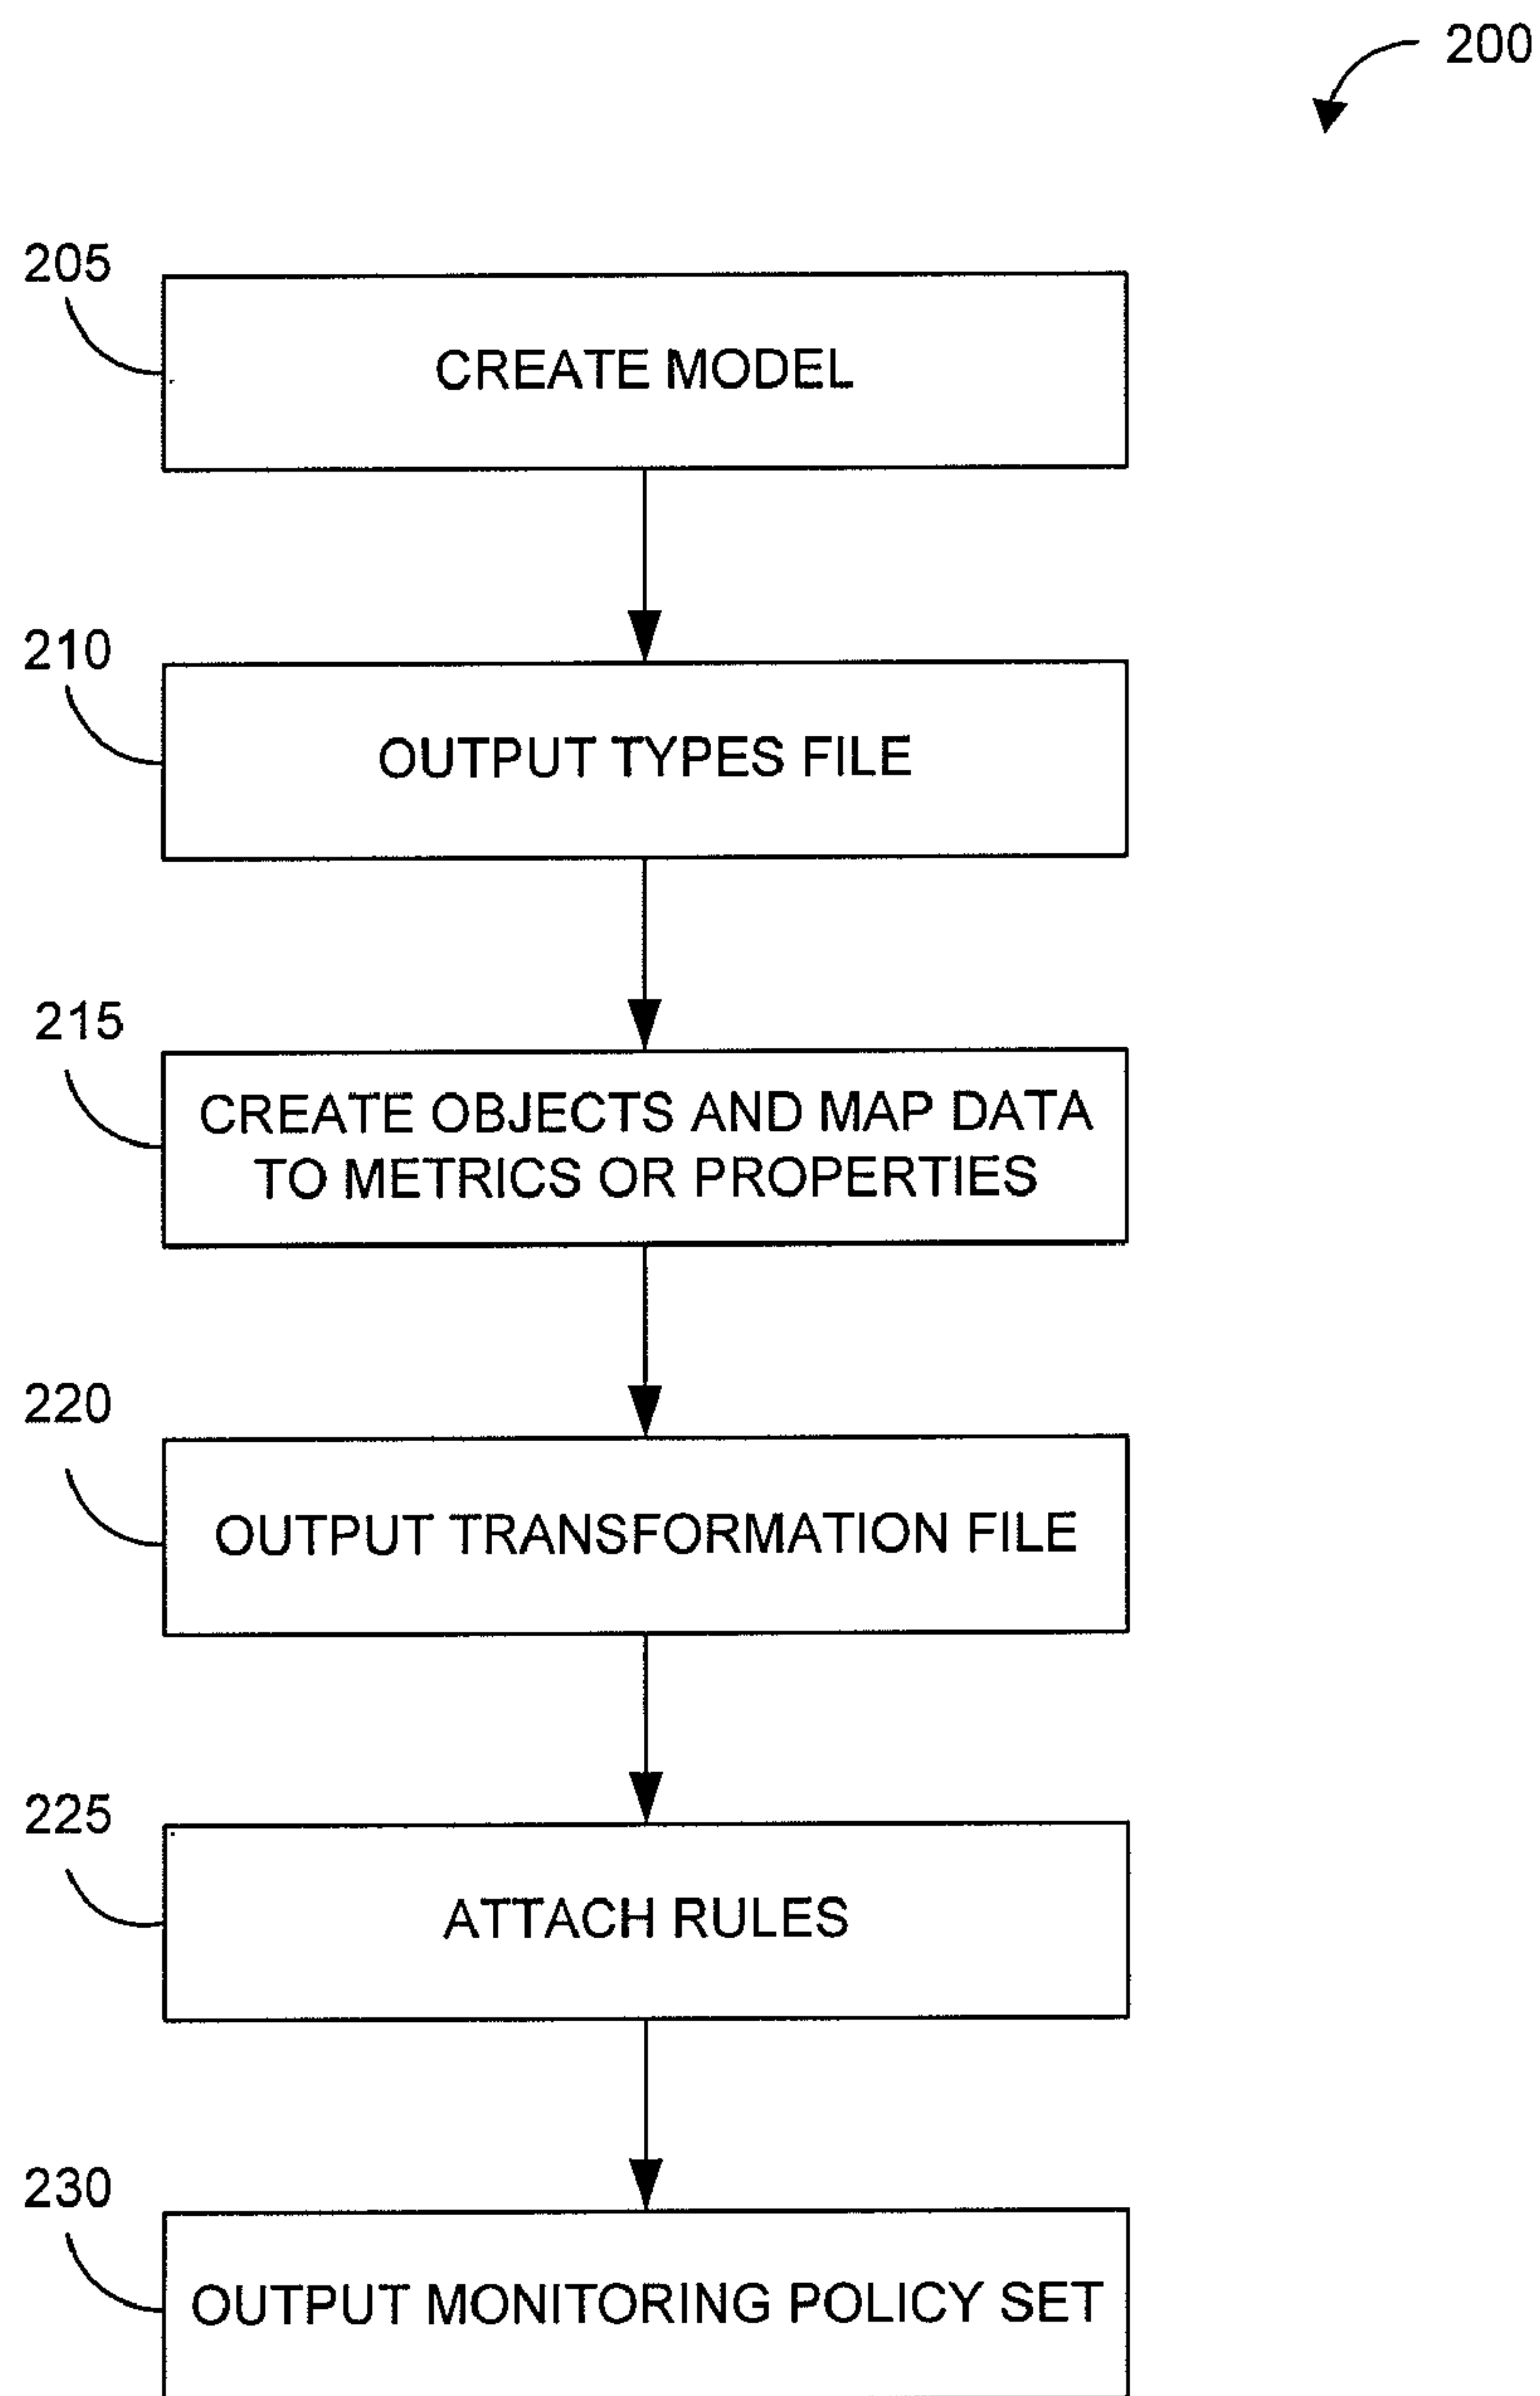 200
205
CREATE MODEL
210
OUTPUT TYPES FILE
215
CREATE OBJECTS AND MAP DATA
TO METRICS OR PROPERTIES
220
OUTPUT TRANSFORMATION FILE
225
ATTACH RULES
230
OUTPUT MONITORING POLICY SET